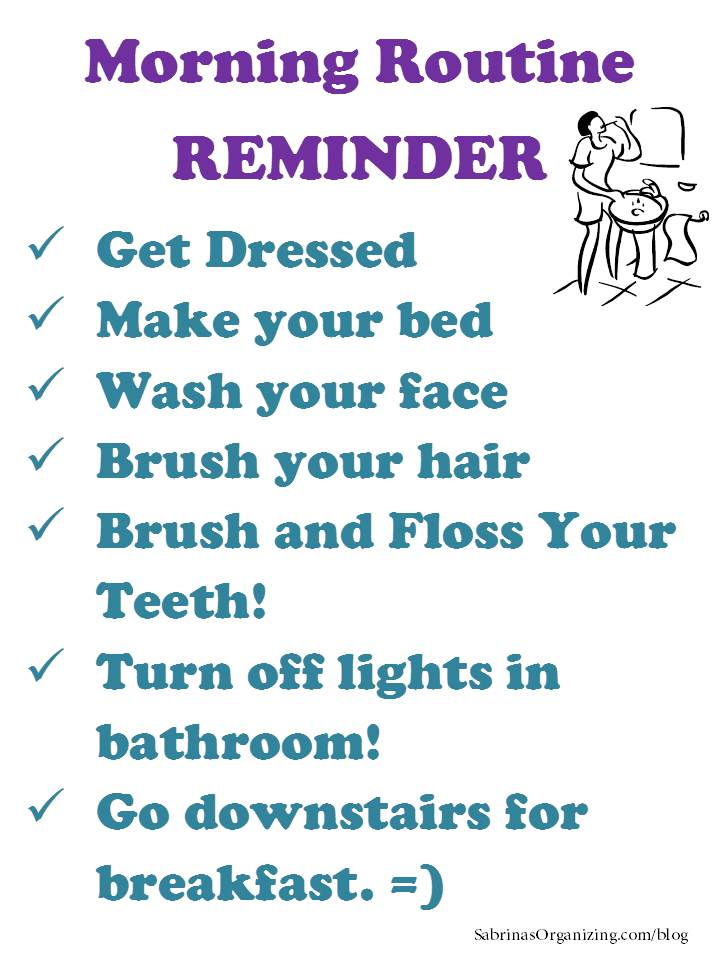 Morning Routine
REMINDER
✓ Get Dressed
✓ Make your bed
✓ Wash your face
✓ Brush your hair
✓ Brush and Floss Your
Teeth!
✓ Turn off lights in
bathroom!
✓ Go downstairs for
breakfast. =)
SabrinasOrganizing.com/blog